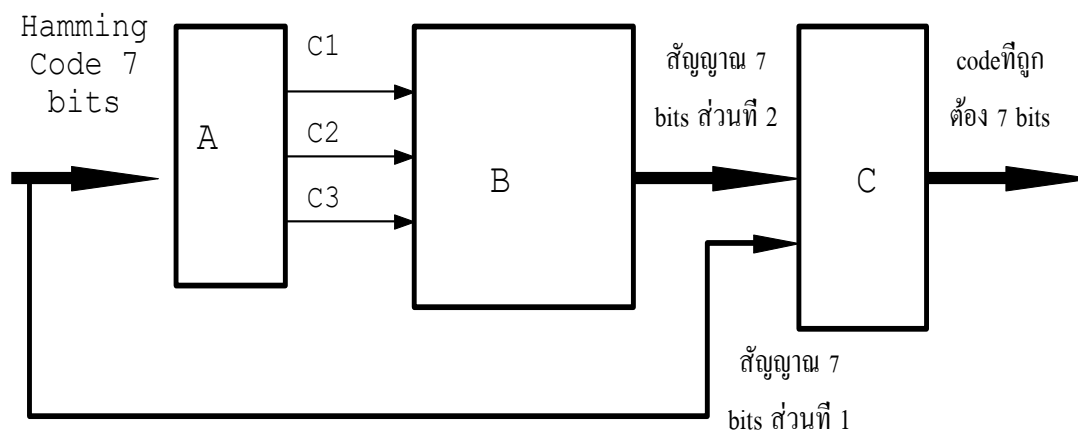 Hamming
Code 7
bits
A
C1
C2
C3
B
สัญญาณ 7
bits ส่วนที่ 2
C
codeที่ถูก
ต้อง 7 bits
สัญญาณ 7
bits ส่วนที่ 1